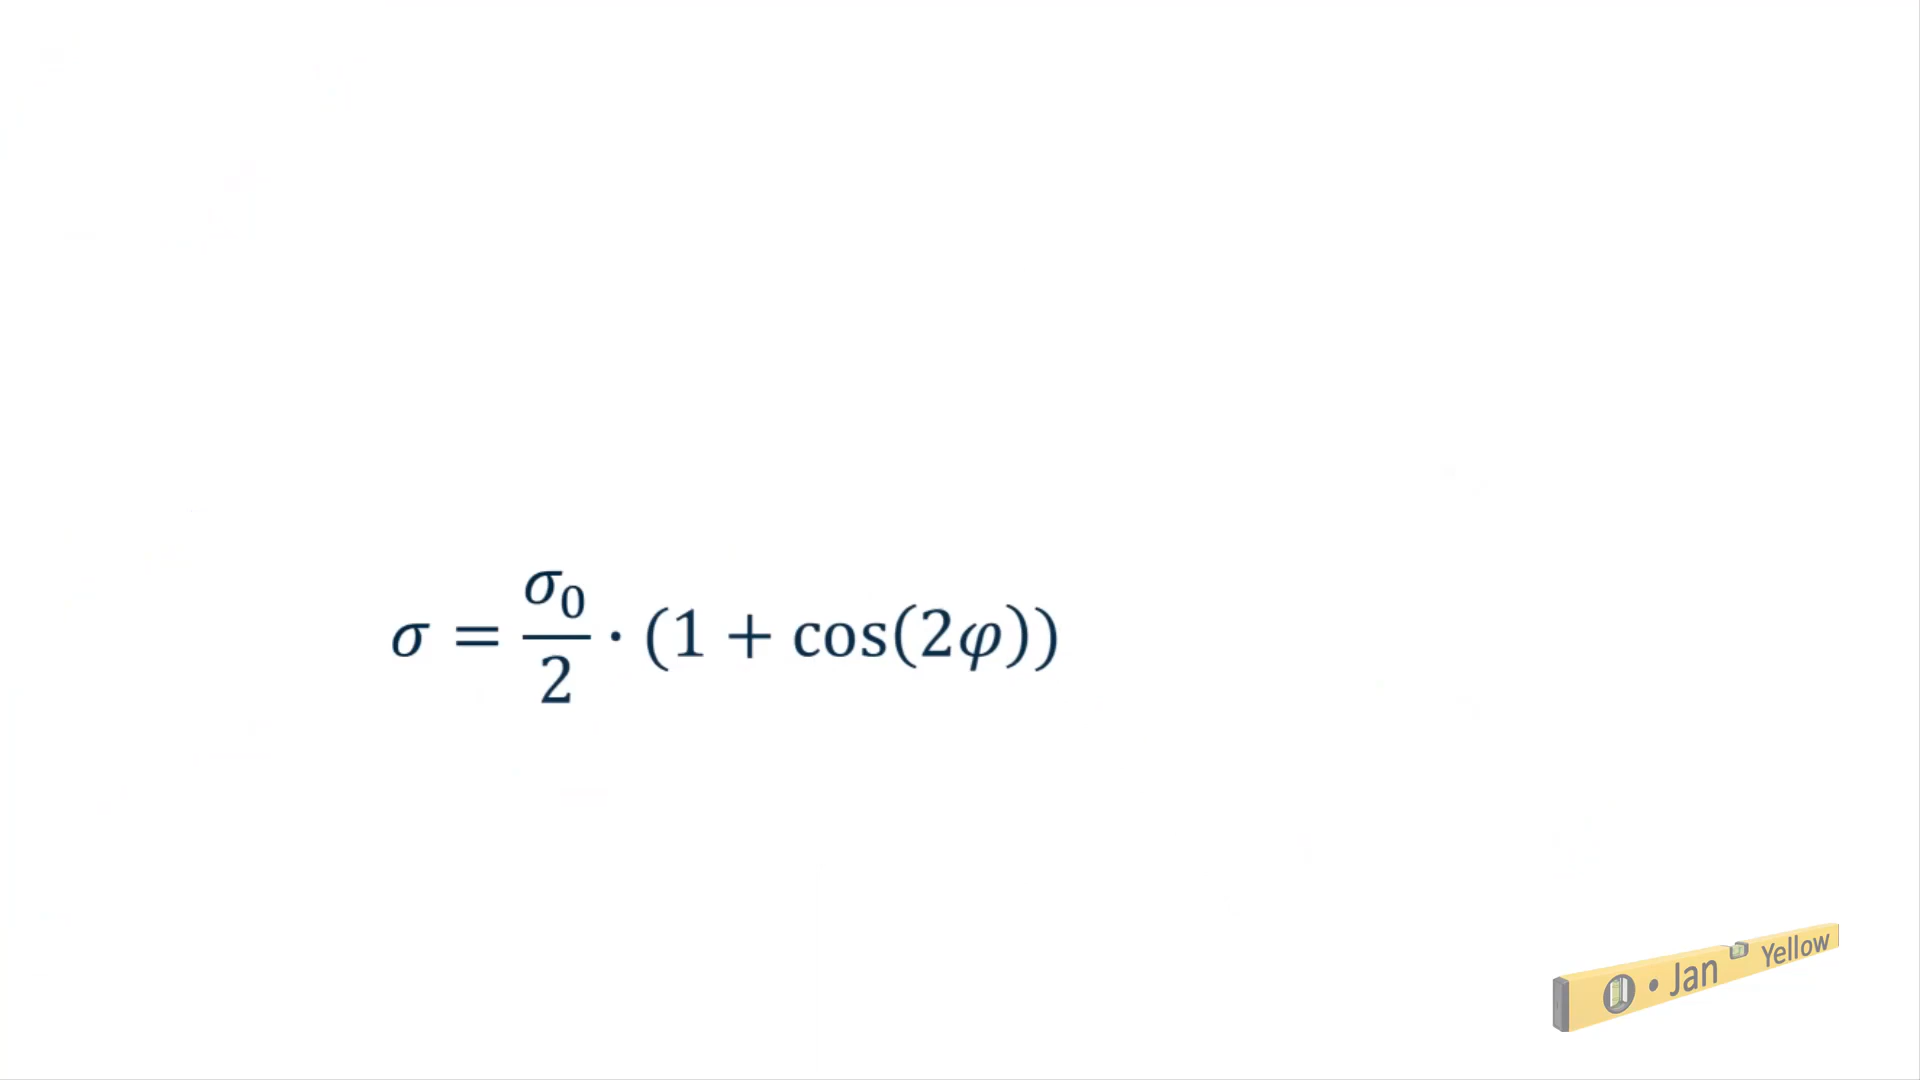 σ = σ₀/2 · (1 + cos(2φ))
• Jan Yellow